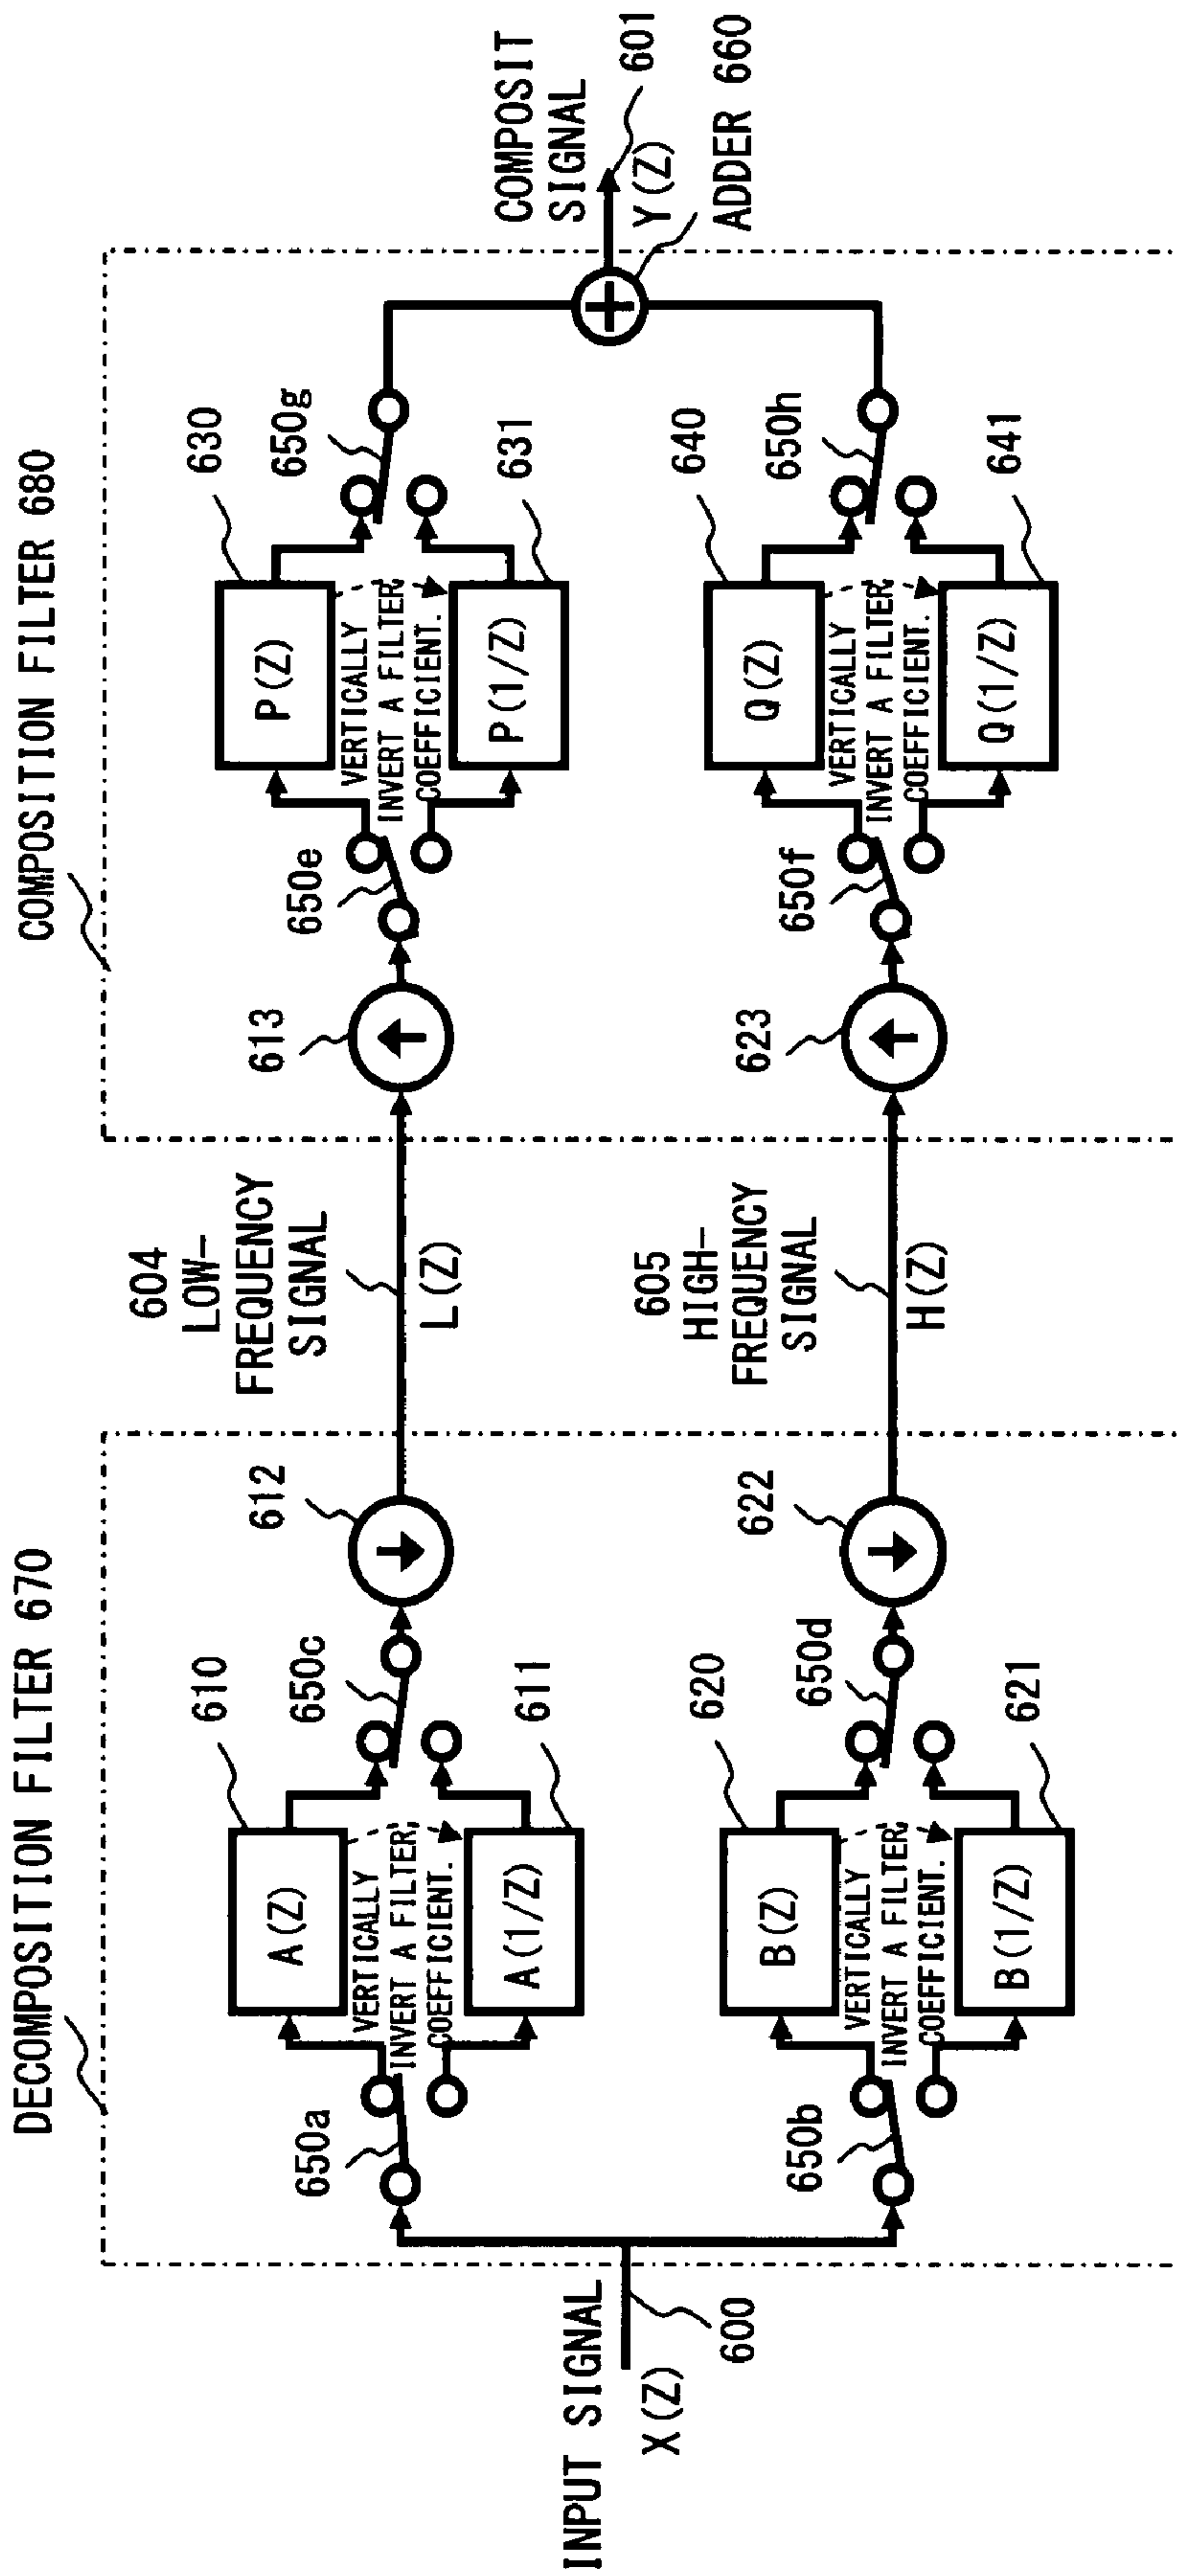 DECOMPOSITION FILTER 670
COMPOSITION FILTER 680
INPUT SIGNAL
X(Z)
600
650a
610
A(Z)
VERTICALLY
INVERT A FILTER
COEFFICIENT.
A(1/Z)
611
650c
612
604
LOW-
FREQUENCY
SIGNAL
L(Z)
613
650e
630
P(Z)
VERTICALLY
INVERT A FILTER
COEFFICIENT.
P(1/Z)
631
650g
650b
620
B(Z)
VERTICALLY
INVERT A FILTER
COEFFICIENT.
B(1/Z)
621
650d
622
605
HIGH-
FREQUENCY
SIGNAL
H(Z)
623
650f
640
Q(Z)
VERTICALLY
INVERT A FILTER
COEFFICIENT.
Q(1/Z)
641
650h
COMPOSIT
SIGNAL
601
Y(Z)
ADDER 660